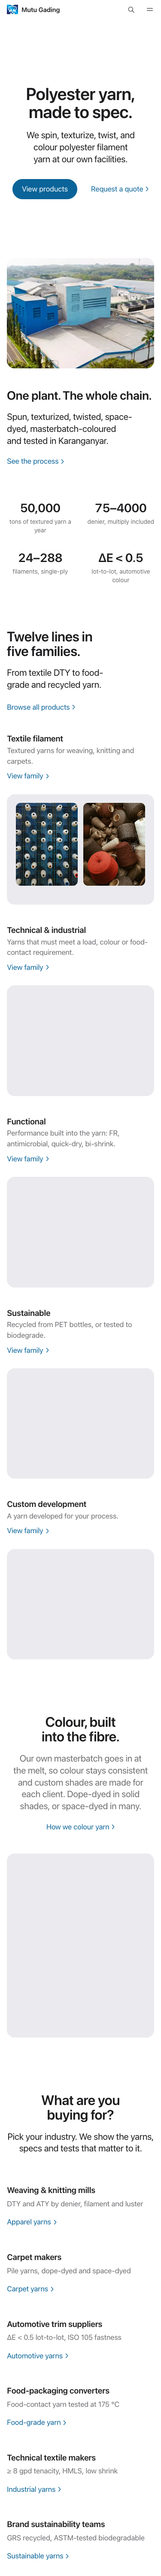 Mutu Gading
Polyester yarn,
made to spec.
We spin, texturize, twist, and
colour polyester filament
yarn at our own facilities.
View products
Request a quote
One plant. The whole chain.
Spun, texturized, twisted, space-
dyed, masterbatch-coloured
and tested in Karanganyar.
See the process
50,000
tons of textured yarn a
year
75–4000
denier, multiply included
24–288
filaments, single-ply
ΔE < 0.5
lot-to-lot, automotive
colour
Twelve lines in
five families.
From textile DTY to food-
grade and recycled yarn.
Browse all products
Textile filament
Textured yarns for weaving, knitting and
carpets.
View family
Technical & industrial
Yarns that must meet a load, colour or food-
contact requirement.
View family
Functional
Performance built into the yarn: FR,
antimicrobial, quick-dry, bi-shrink.
View family
Sustainable
Recycled from PET bottles, or tested to
biodegrade.
View family
Custom development
A yarn developed for your process.
View family
Colour, built
into the fibre.
Our own masterbatch goes in at
the melt, so colour stays consistent
and custom shades are made for
each client. Dope-dyed in solid
shades, or space-dyed in many.
How we colour yarn
What are you
buying for?
Pick your industry. We show the yarns,
specs and tests that matter to it.
Weaving & knitting mills
DTY and ATY by denier, filament and luster
Apparel yarns
Carpet makers
Pile yarns, dope-dyed and space-dyed
Carpet yarns
Automotive trim suppliers
ΔE < 0.5 lot-to-lot, ISO 105 fastness
Automotive yarns
Food-packaging converters
Food-contact yarn tested at 175 °C
Food-grade yarn
Technical textile makers
≥ 8 gpd tenacity, HMLS, low shrink
Industrial yarns
Brand sustainability teams
GRS recycled, ASTM-tested biodegradable
Sustainable yarns